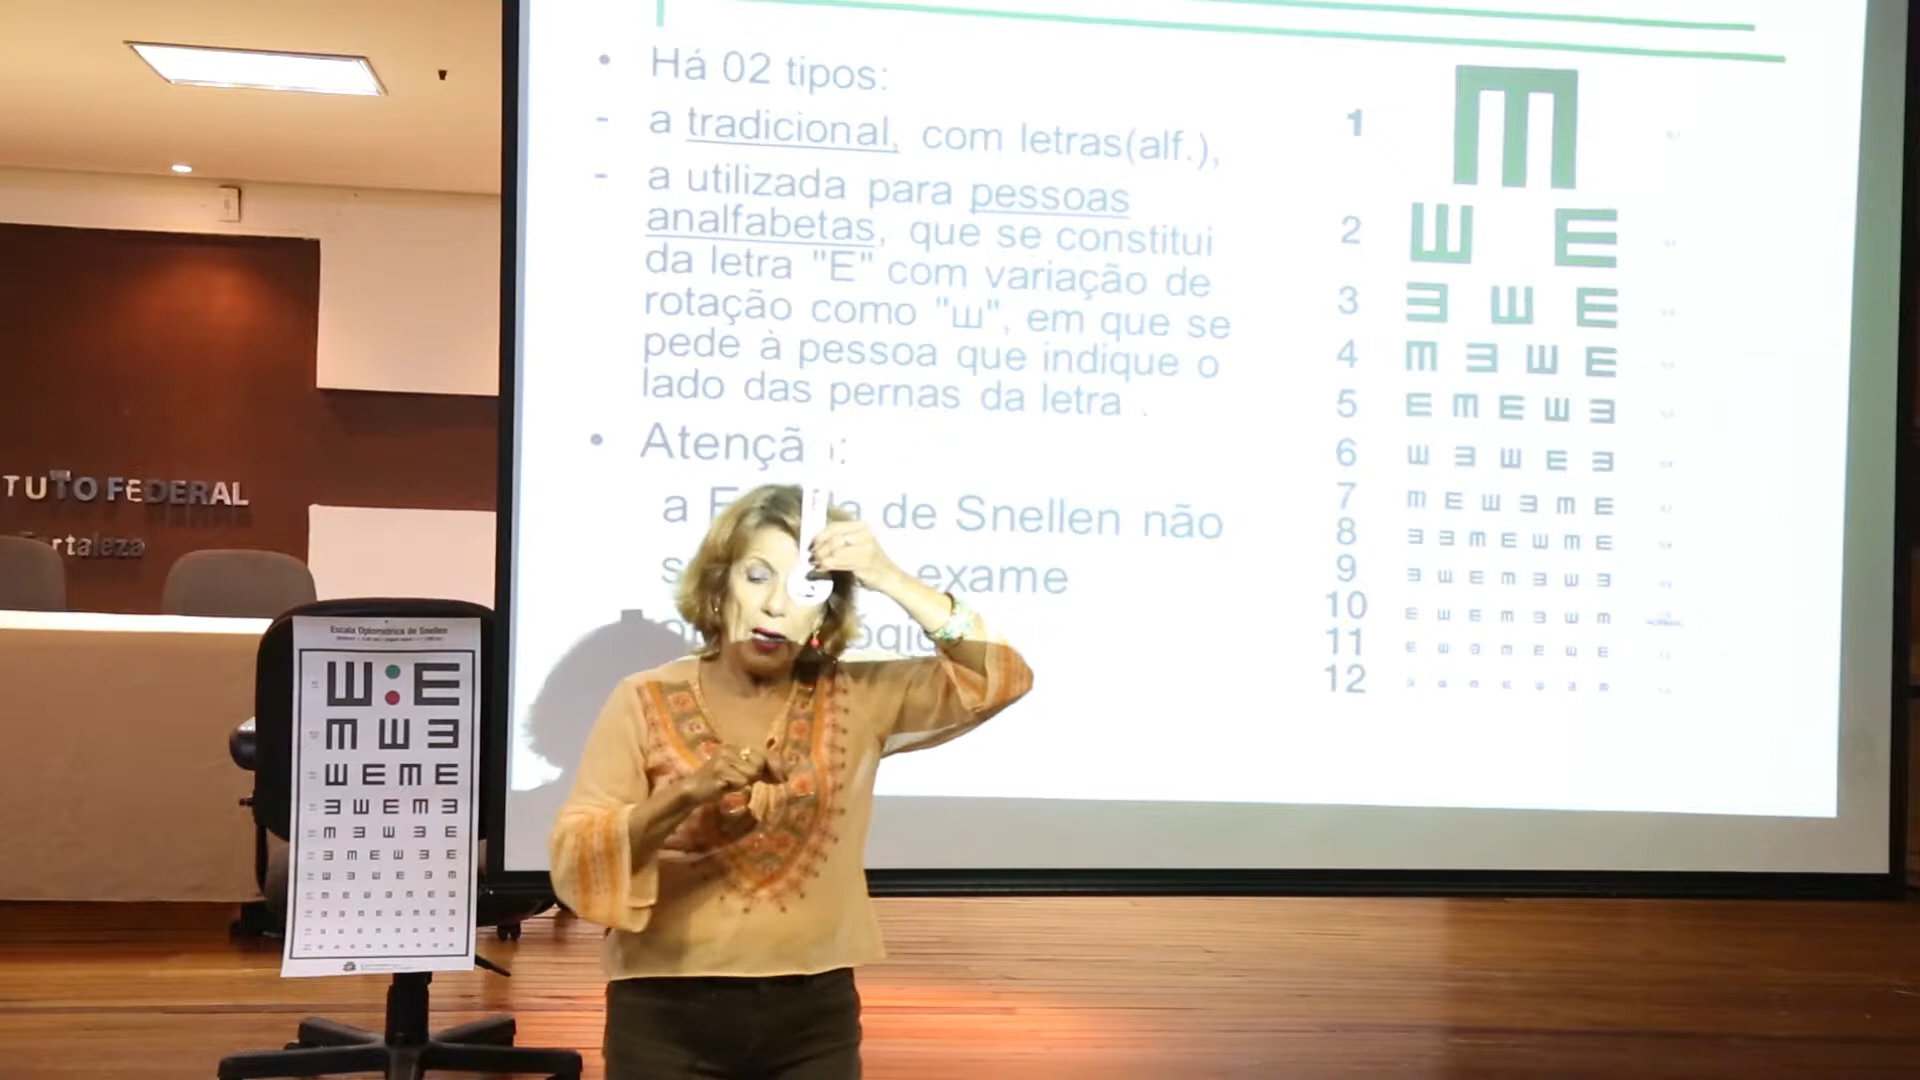 Há 02 tipos:
- a tradicional, com letras(alf.),
- a utilizada para pessoas
analfabetas, que se constitui
da letra "E" com variação de
rotação como "ш", em que se
pede à pessoa que indique o
lado das pernas da letra .
Atençã :
a de Snellen não
exame
1
2
3
4
5
6
7
8
9
10
11
12
TUTO FEDERAL
rtaleza
Escala Optométrica de Snellen